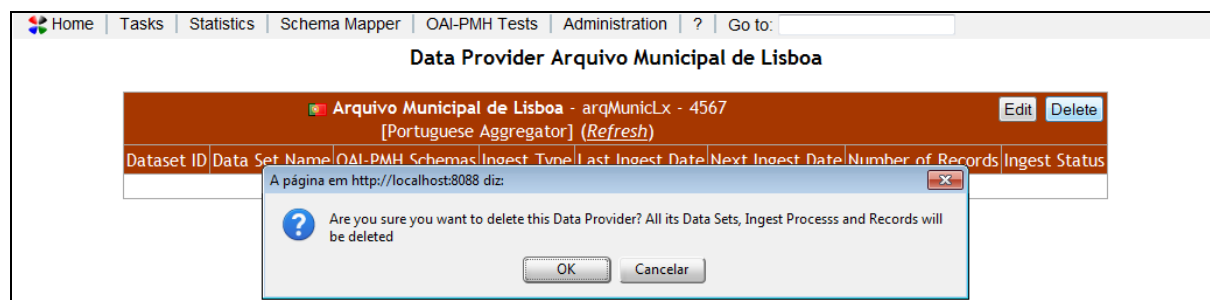 Home | Tasks | Statistics | Schema Mapper | OAI-PMH Tests | Administration | ? | Go to:
Data Provider Arquivo Municipal de Lisboa
Arquivo Municipal de Lisboa - arqMunicLx - 4567
[Portuguese Aggregator] (Refresh)
Edit Delete
Dataset ID Data Set Name OAI-PMH Schemas Ingest Type Last Ingest Date Next Ingest Date Number of Records Ingest Status
A página em http://localhost:8088 diz:
Are you sure you want to delete this Data Provider? All its Data Sets, Ingest Processs and Records will
be deleted
OK Cancelar